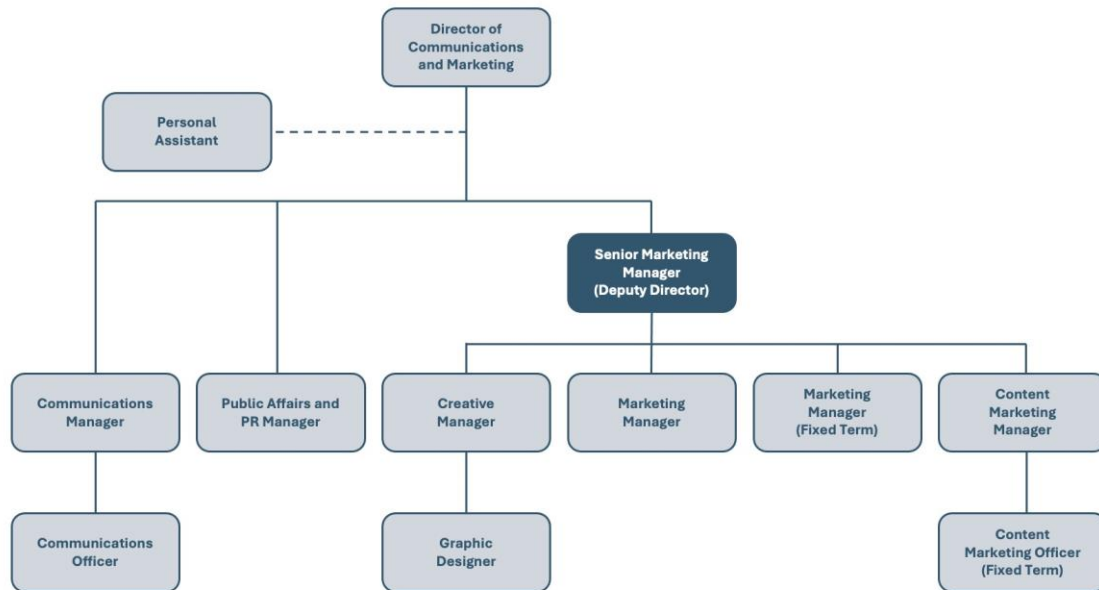 Director of
Communications
and Marketing
Personal
Assistant
Senior Marketing
Manager
(Deputy Director)
Communications
Manager
Public Affairs and
PR Manager
Creative
Manager
Marketing
Manager
Marketing
Manager
(Fixed Term)
Content
Marketing
Manager
Communications
Officer
Graphic
Designer
Content
Marketing Officer
(Fixed Term)